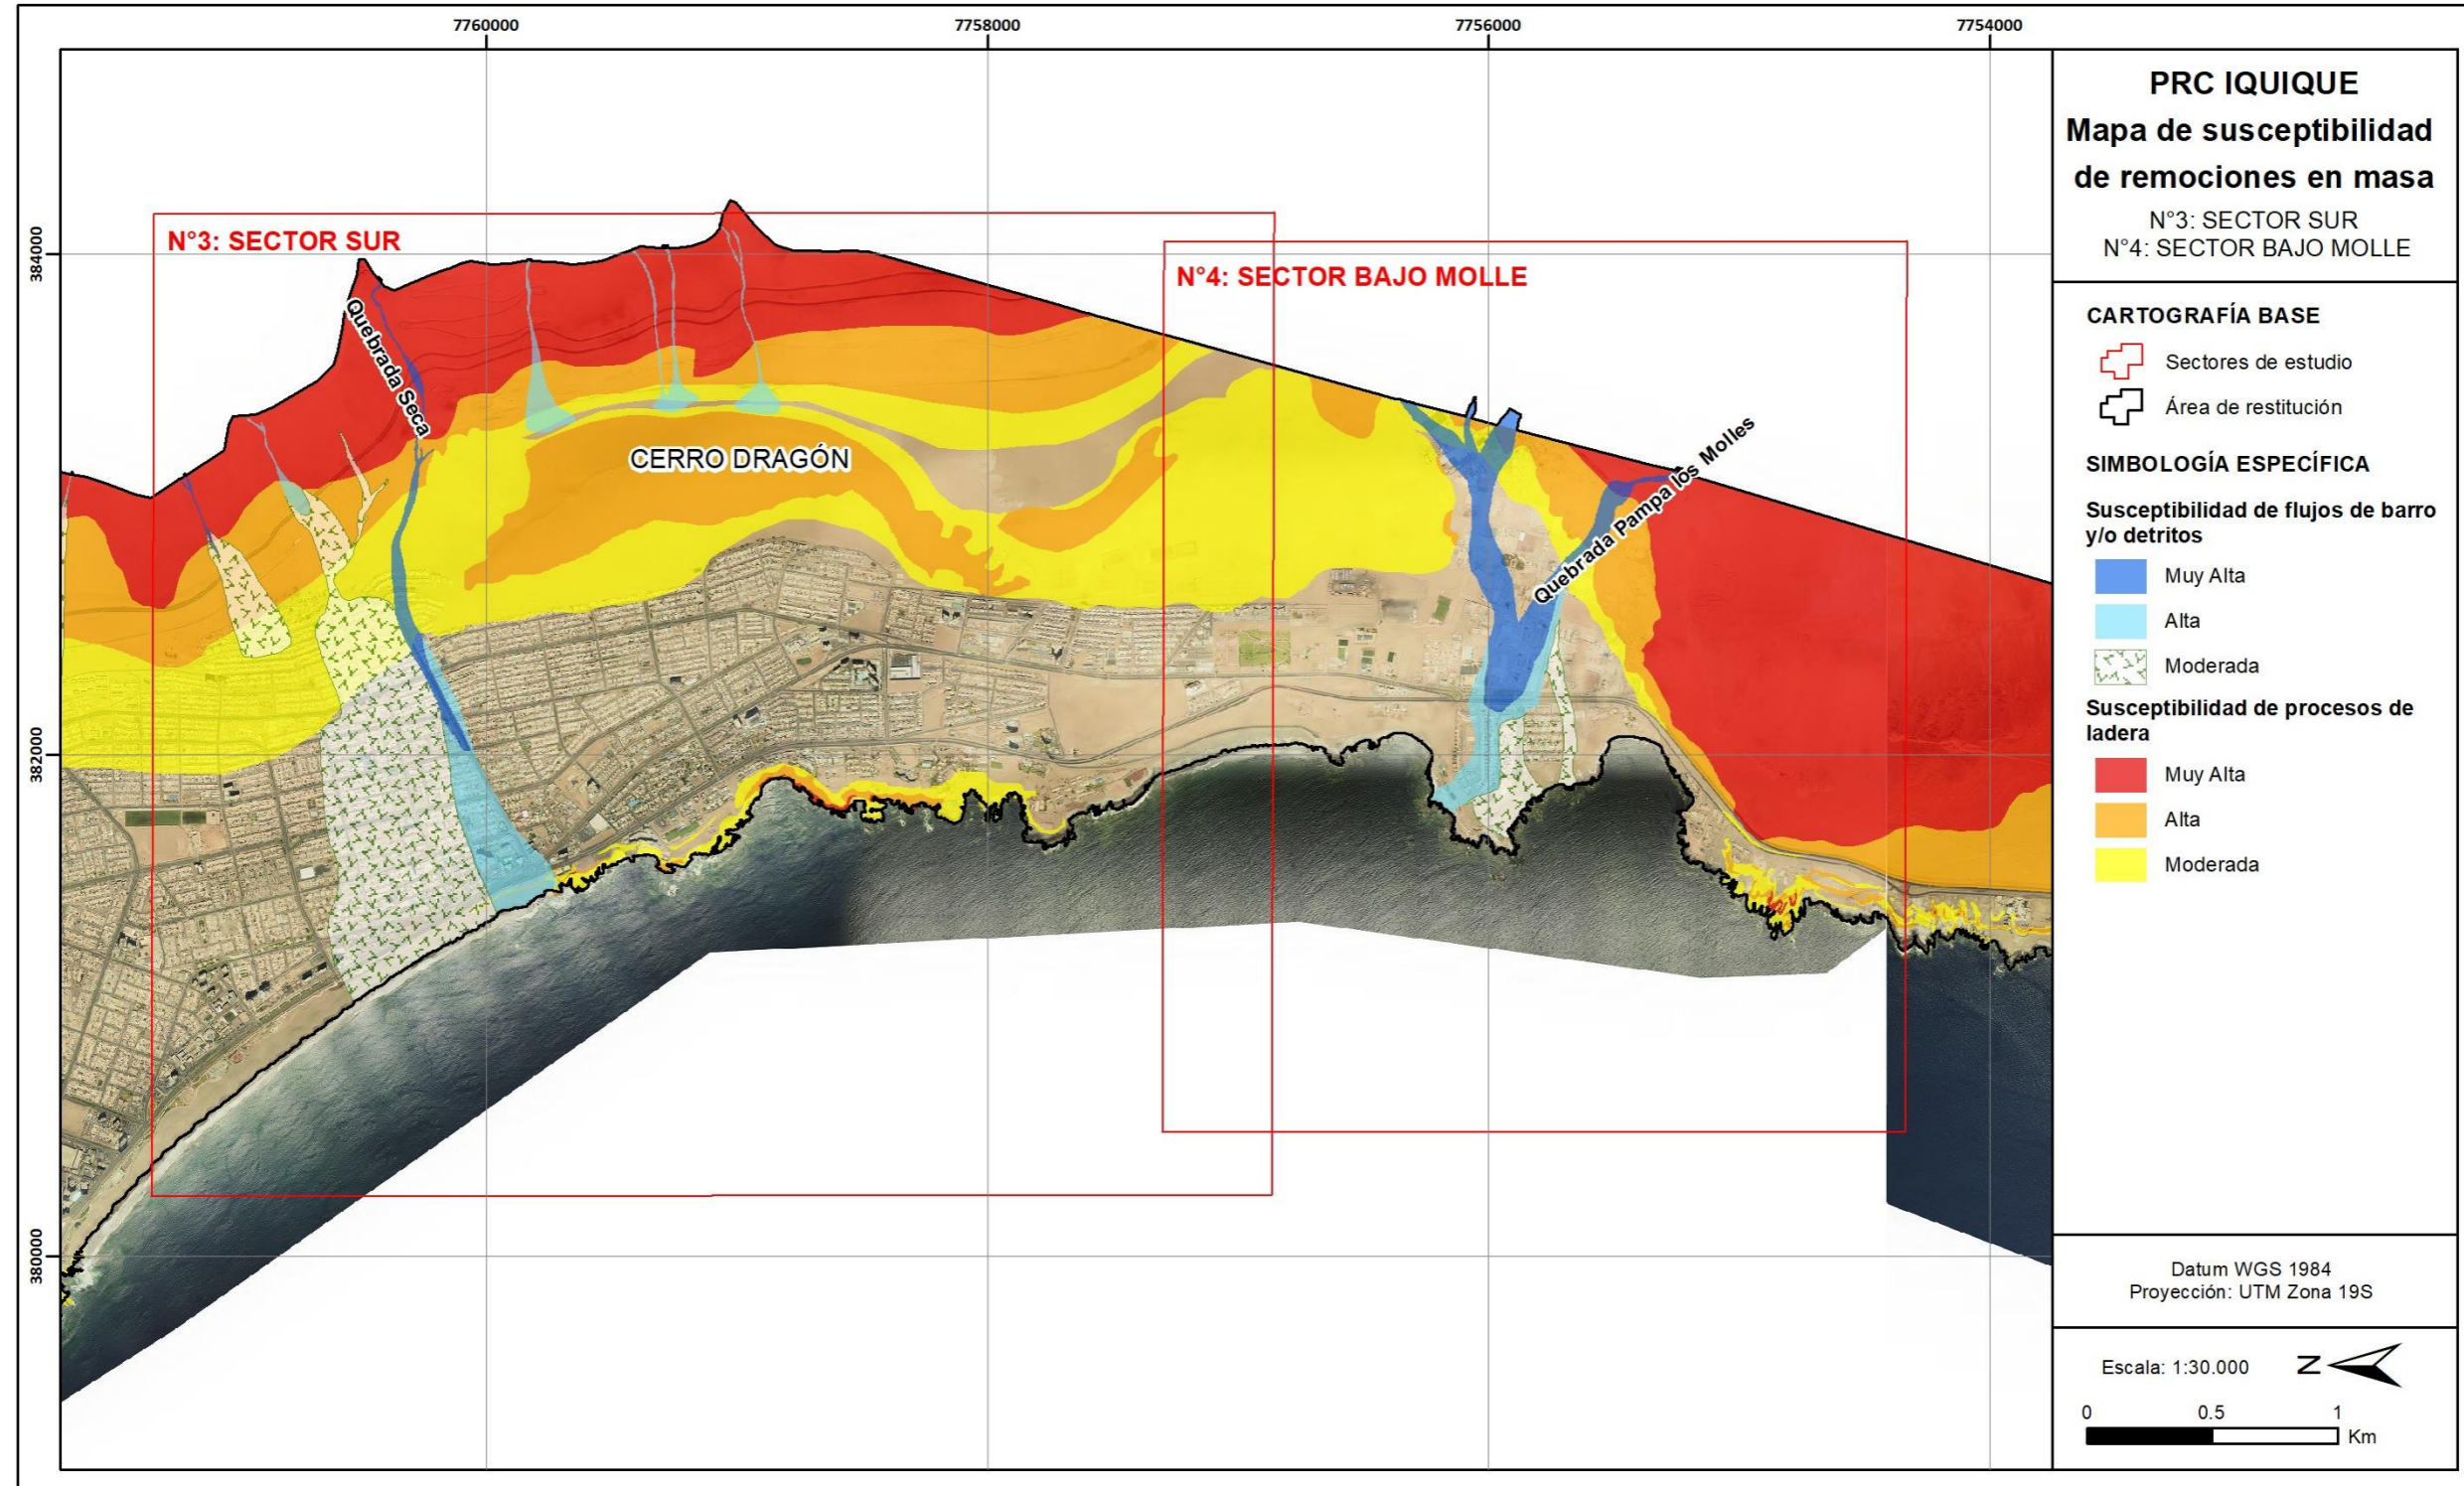 7760000
7758000
7756000
7754000
384000
382000
380000
N°3: SECTOR SUR
N°4: SECTOR BAJO MOLLE
Quebrada Seca
CERRO DRAGÓN
Quebrada Pampa los Molles
PRC IQUIQUE
Mapa de susceptibilidad
de remociones en masa
N°3: SECTOR SUR
N°4: SECTOR BAJO MOLLE
CARTOGRAFÍA BASE
Sectores de estudio
Área de restitución
SIMBOLOGÍA ESPECÍFICA
Susceptibilidad de flujos de barro
y/o detritos
Muy Alta
Alta
Moderada
Susceptibilidad de procesos de
ladera
Muy Alta
Alta
Moderada
Datum WGS 1984
Proyección: UTM Zona 19S
Escala: 1:30.000
N
0 0.5 1
Km